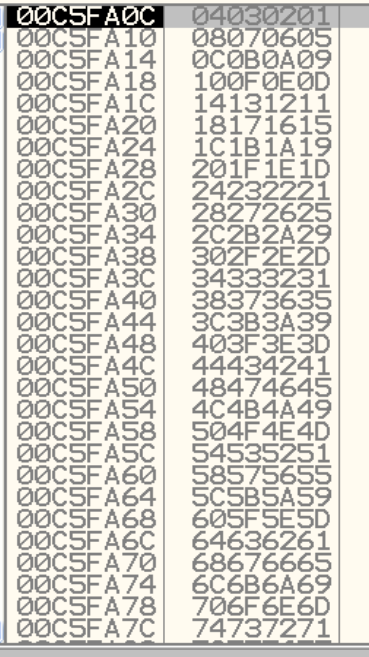 00C5FA0C 04030201
00C5FA10 08070605
00C5FA14 0C0B0A09
00C5FA18 100F0E0D
00C5FA1C 14131211
00C5FA20 18171615
00C5FA24 1C1B1A19
00C5FA28 201F1E1D
00C5FA2C 24232221
00C5FA30 28272625
00C5FA34 2C2B2A29
00C5FA38 302F2E2D
00C5FA3C 34333231
00C5FA40 38373635
00C5FA44 3C3B3A39
00C5FA48 403F3E3D
00C5FA4C 44434241
00C5FA50 48474645
00C5FA54 4C4B4A49
00C5FA58 504F4E4D
00C5FA5C 54535251
00C5FA60 58575655
00C5FA64 5C5B5A59
00C5FA68 605F5E5D
00C5FA6C 64636261
00C5FA70 68676665
00C5FA74 6C6B6A69
00C5FA78 706F6E6D
00C5FA7C 74737271